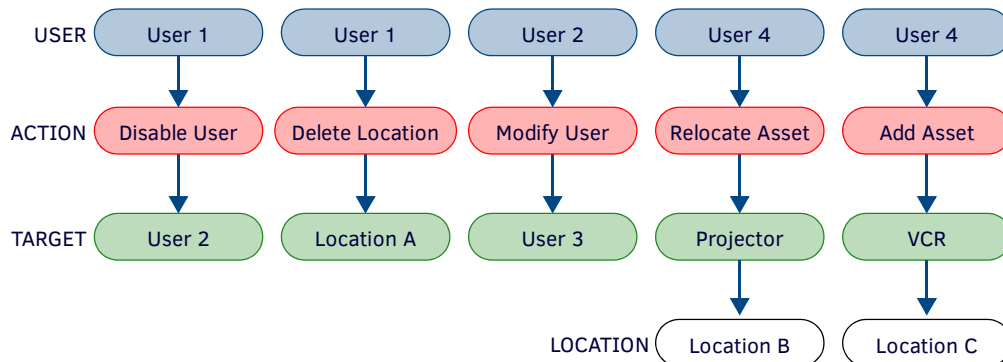 USER User 1 User 1 User 2 User 4 User 4
ACTION Disable User Delete Location Modify User Relocate Asset Add Asset
TARGET User 2 Location A User 3 Projector VCR
LOCATION Location B Location C